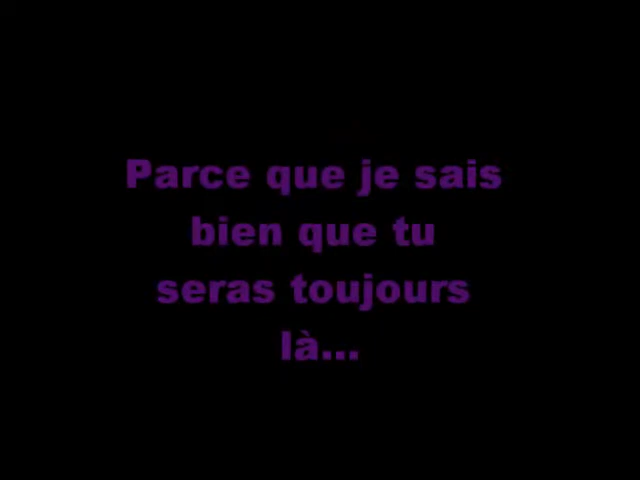 Parce que je sais
bien que tu
seras toujours
là...